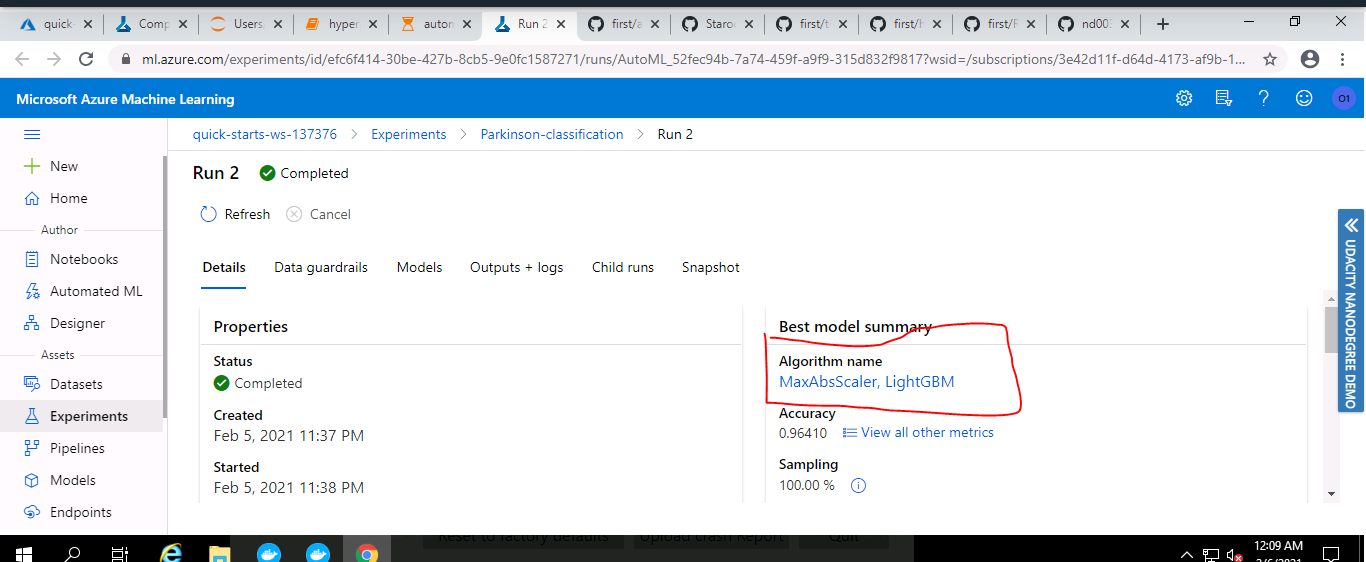 quick- Comp Users, hyper autom Run 2 first/a Staroc first/t first/h first/F nd003
ml.azure.com/experiments/id/efc6f414-30be-427b-8cb5-9e0fc1587271/runs/AutoML_52fec94b-7a74-459f-a9f9-315d832f9817?wsid=/subscriptions/3e42d11f-d64d-4173-af9b-1...
Microsoft Azure Machine Learning
O1
quick-starts-ws-137376 > Experiments > Parkinson-classification > Run 2
New
Home
Author
Notebooks
Automated ML
Designer
Assets
Datasets
Experiments
Pipelines
Models
Endpoints
Run 2 Completed
Refresh Cancel
Details Data guardrails Models Outputs + logs Child runs Snapshot
Properties
Status
Completed
Created
Feb 5, 2021 11:37 PM
Started
Feb 5, 2021 11:38 PM
Best model summary
Algorithm name
MaxAbsScaler, LightGBM
Accuracy
0.96410 View all other metrics
Sampling
100.00 %
UDACITY NANODEGREE DEMO
Reset to factory defaults Upload Crash Report Quit
12:09 AM
2/6/2021